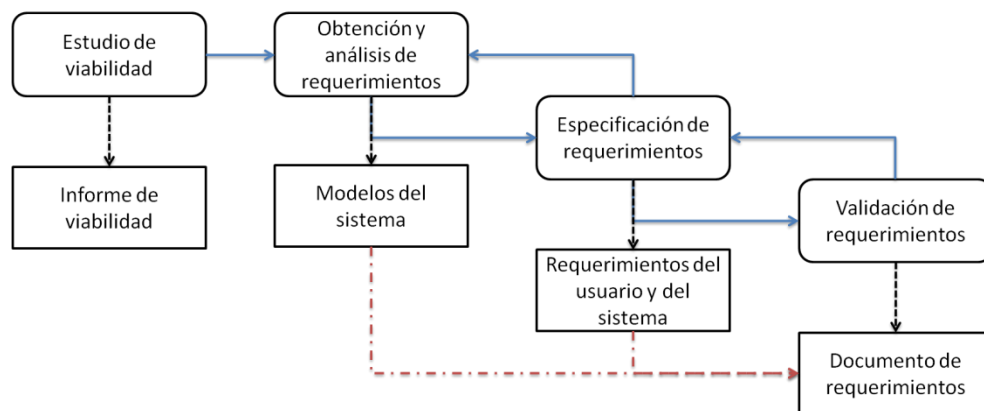 Estudio de
viabilidad
Obtención y
análisis de
requerimientos
Especificación de
requerimientos
Informe de
viabilidad
Modelos del
sistema
Validación de
requerimientos
Requerimientos del
usuario y del
sistema
Documento de
requerimientos